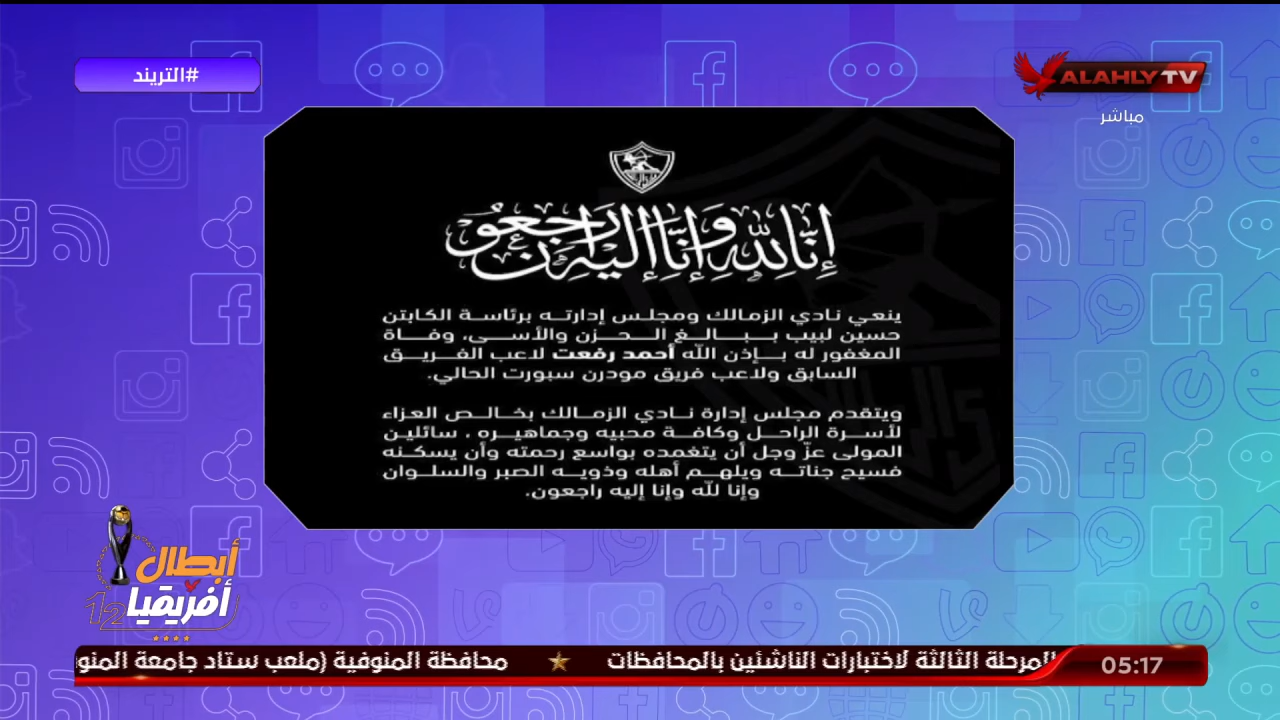 #التريند
ALAHLY TV
مباشر
إنا لله وإنا إليه راجعون
ينعي نادي الزمالك ومجلس إدارته برئاسة الكابتن
حسين لبيب ببالغ الحزن والأسى، وفاة
المغفور له بإذن الله أحمد رفعت لاعب الفريق
السابق ولاعب فريق مودرن سبورت الحالي.
ويتقدم مجلس إدارة نادي الزمالك بخالص العزاء
لأسرة الراحل وكافة محبيه وجماهيره ، سائلين
المولى عزّ وجل أن يتغمده بواسع رحمته وأن يسكنه
فسيح جناته ويلهم أهله وذويه الصبر والسلوان
وإنا لله وإنا إليه راجعون.
أبطال
أفريقيا
12
المرحلة الثالثة لاختبارات الناشئين بالمحافظات ★ محافظة المنوفية (ملعب ستاد جامعة
05:17